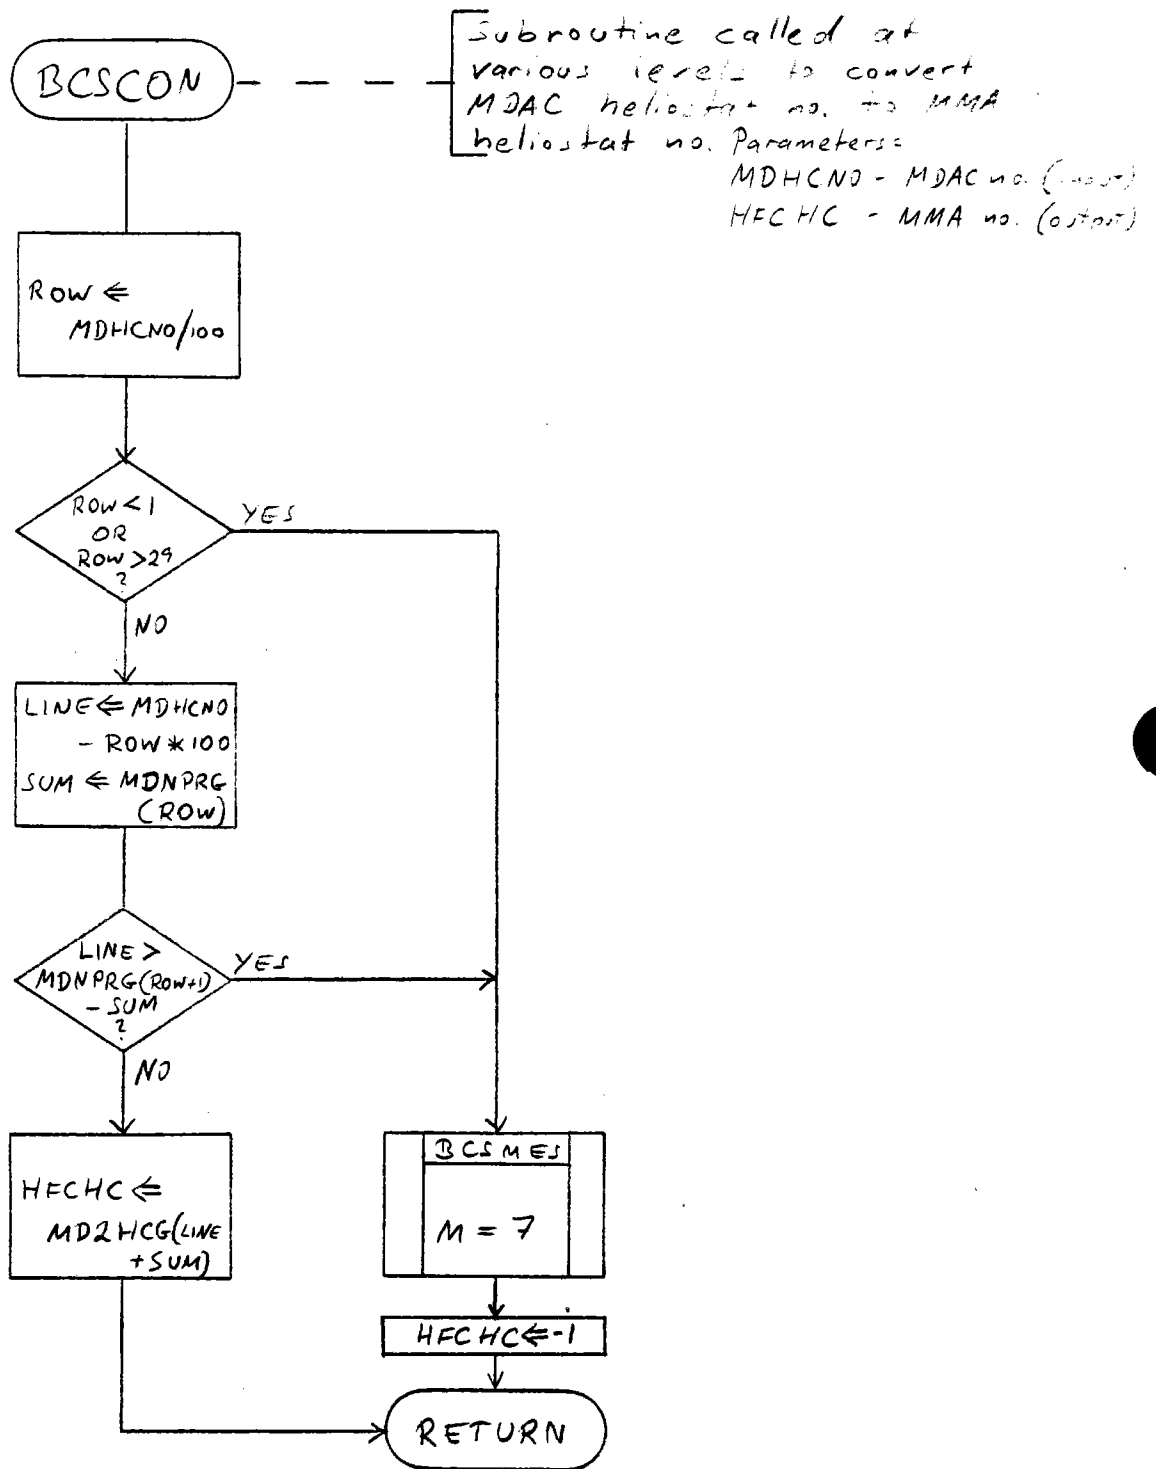 BCSCON
Subroutine called at
various levels to convert
MDAC heliostat no. to MMA
heliostat no. Parameters:
MDHCNO - MDAC no. (input)
HFCHC - MMA no. (output)
ROW ⇐
MDHCNO/100
ROW < 1
OR
ROW > 29
?
YES
NO
LINE ⇐ MDHCNO
- ROW * 100
SUM ⇐ MDNPRG
(ROW)
LINE >
MDNPRG(ROW+1)
- SUM
?
YES
NO
HFCHC ⇐
MD2HCG(LINE
+ SUM)
BCSMES
M = 7
HFCHC ⇐ -1
RETURN